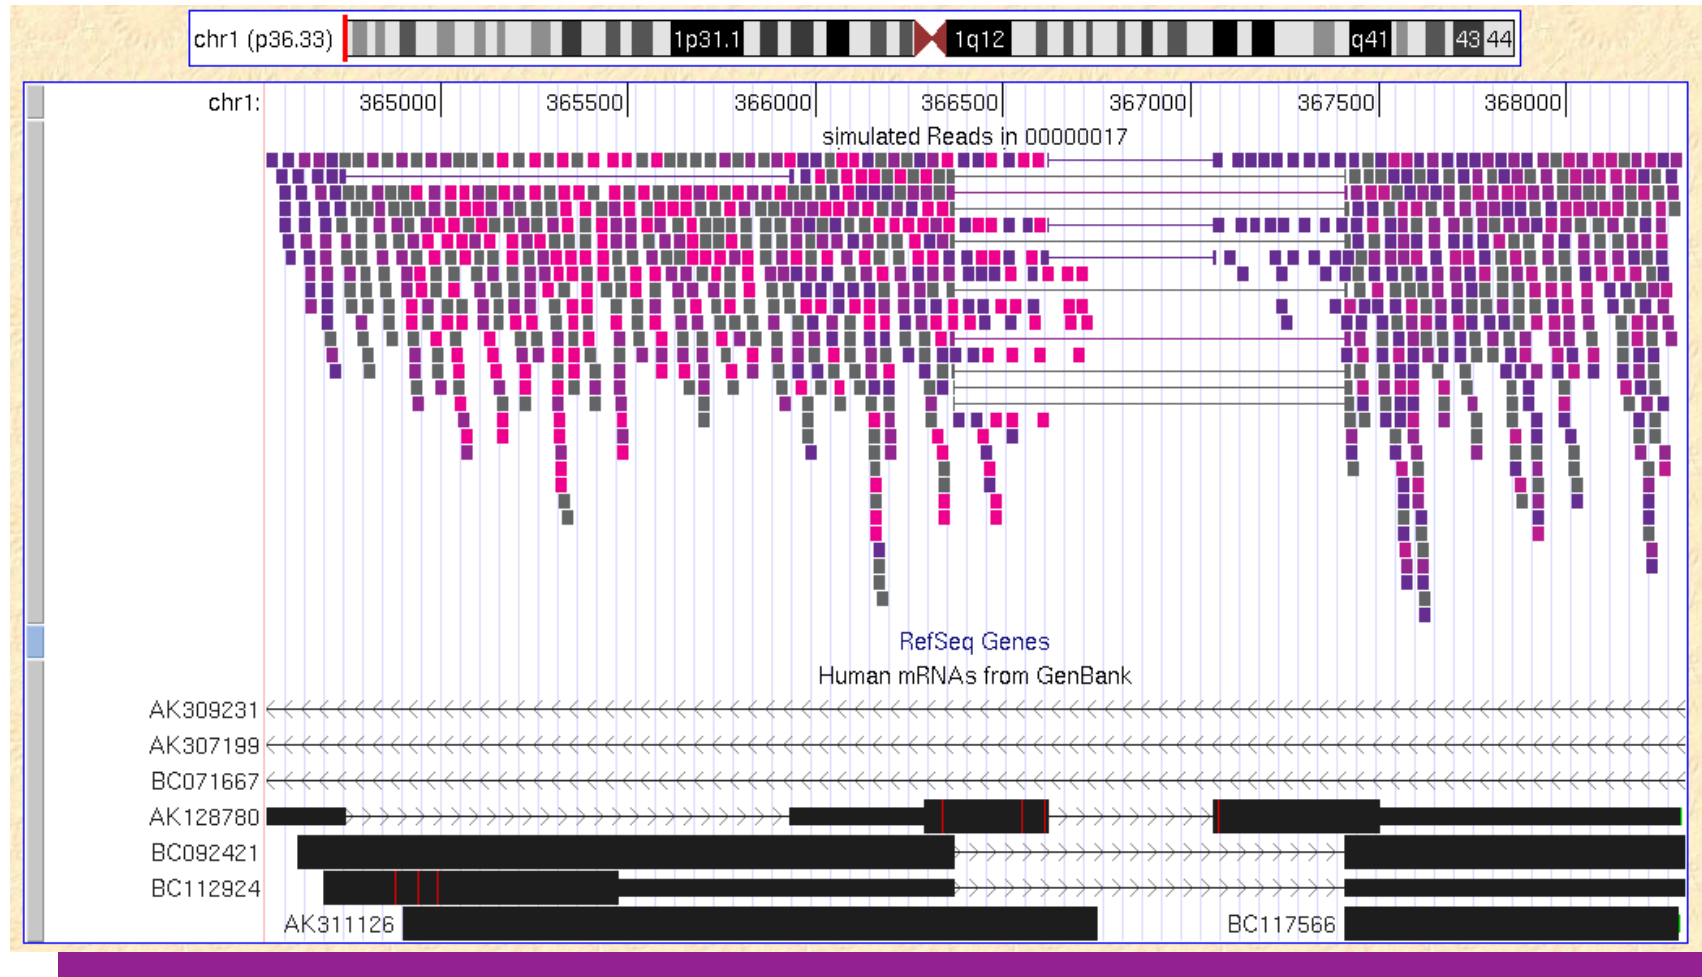 chr1 (p36.33) 1p31.1 1q12 q41 43 44
chr1: 365000| 365500| 366000| 366500| 367000| 367500| 368000|
simulated Reads in 00000017
RefSeq Genes
Human mRNAs from GenBank
AK309231
AK307199
BC071667
AK128780
BC092421
BC112924
AK311126 BC117566